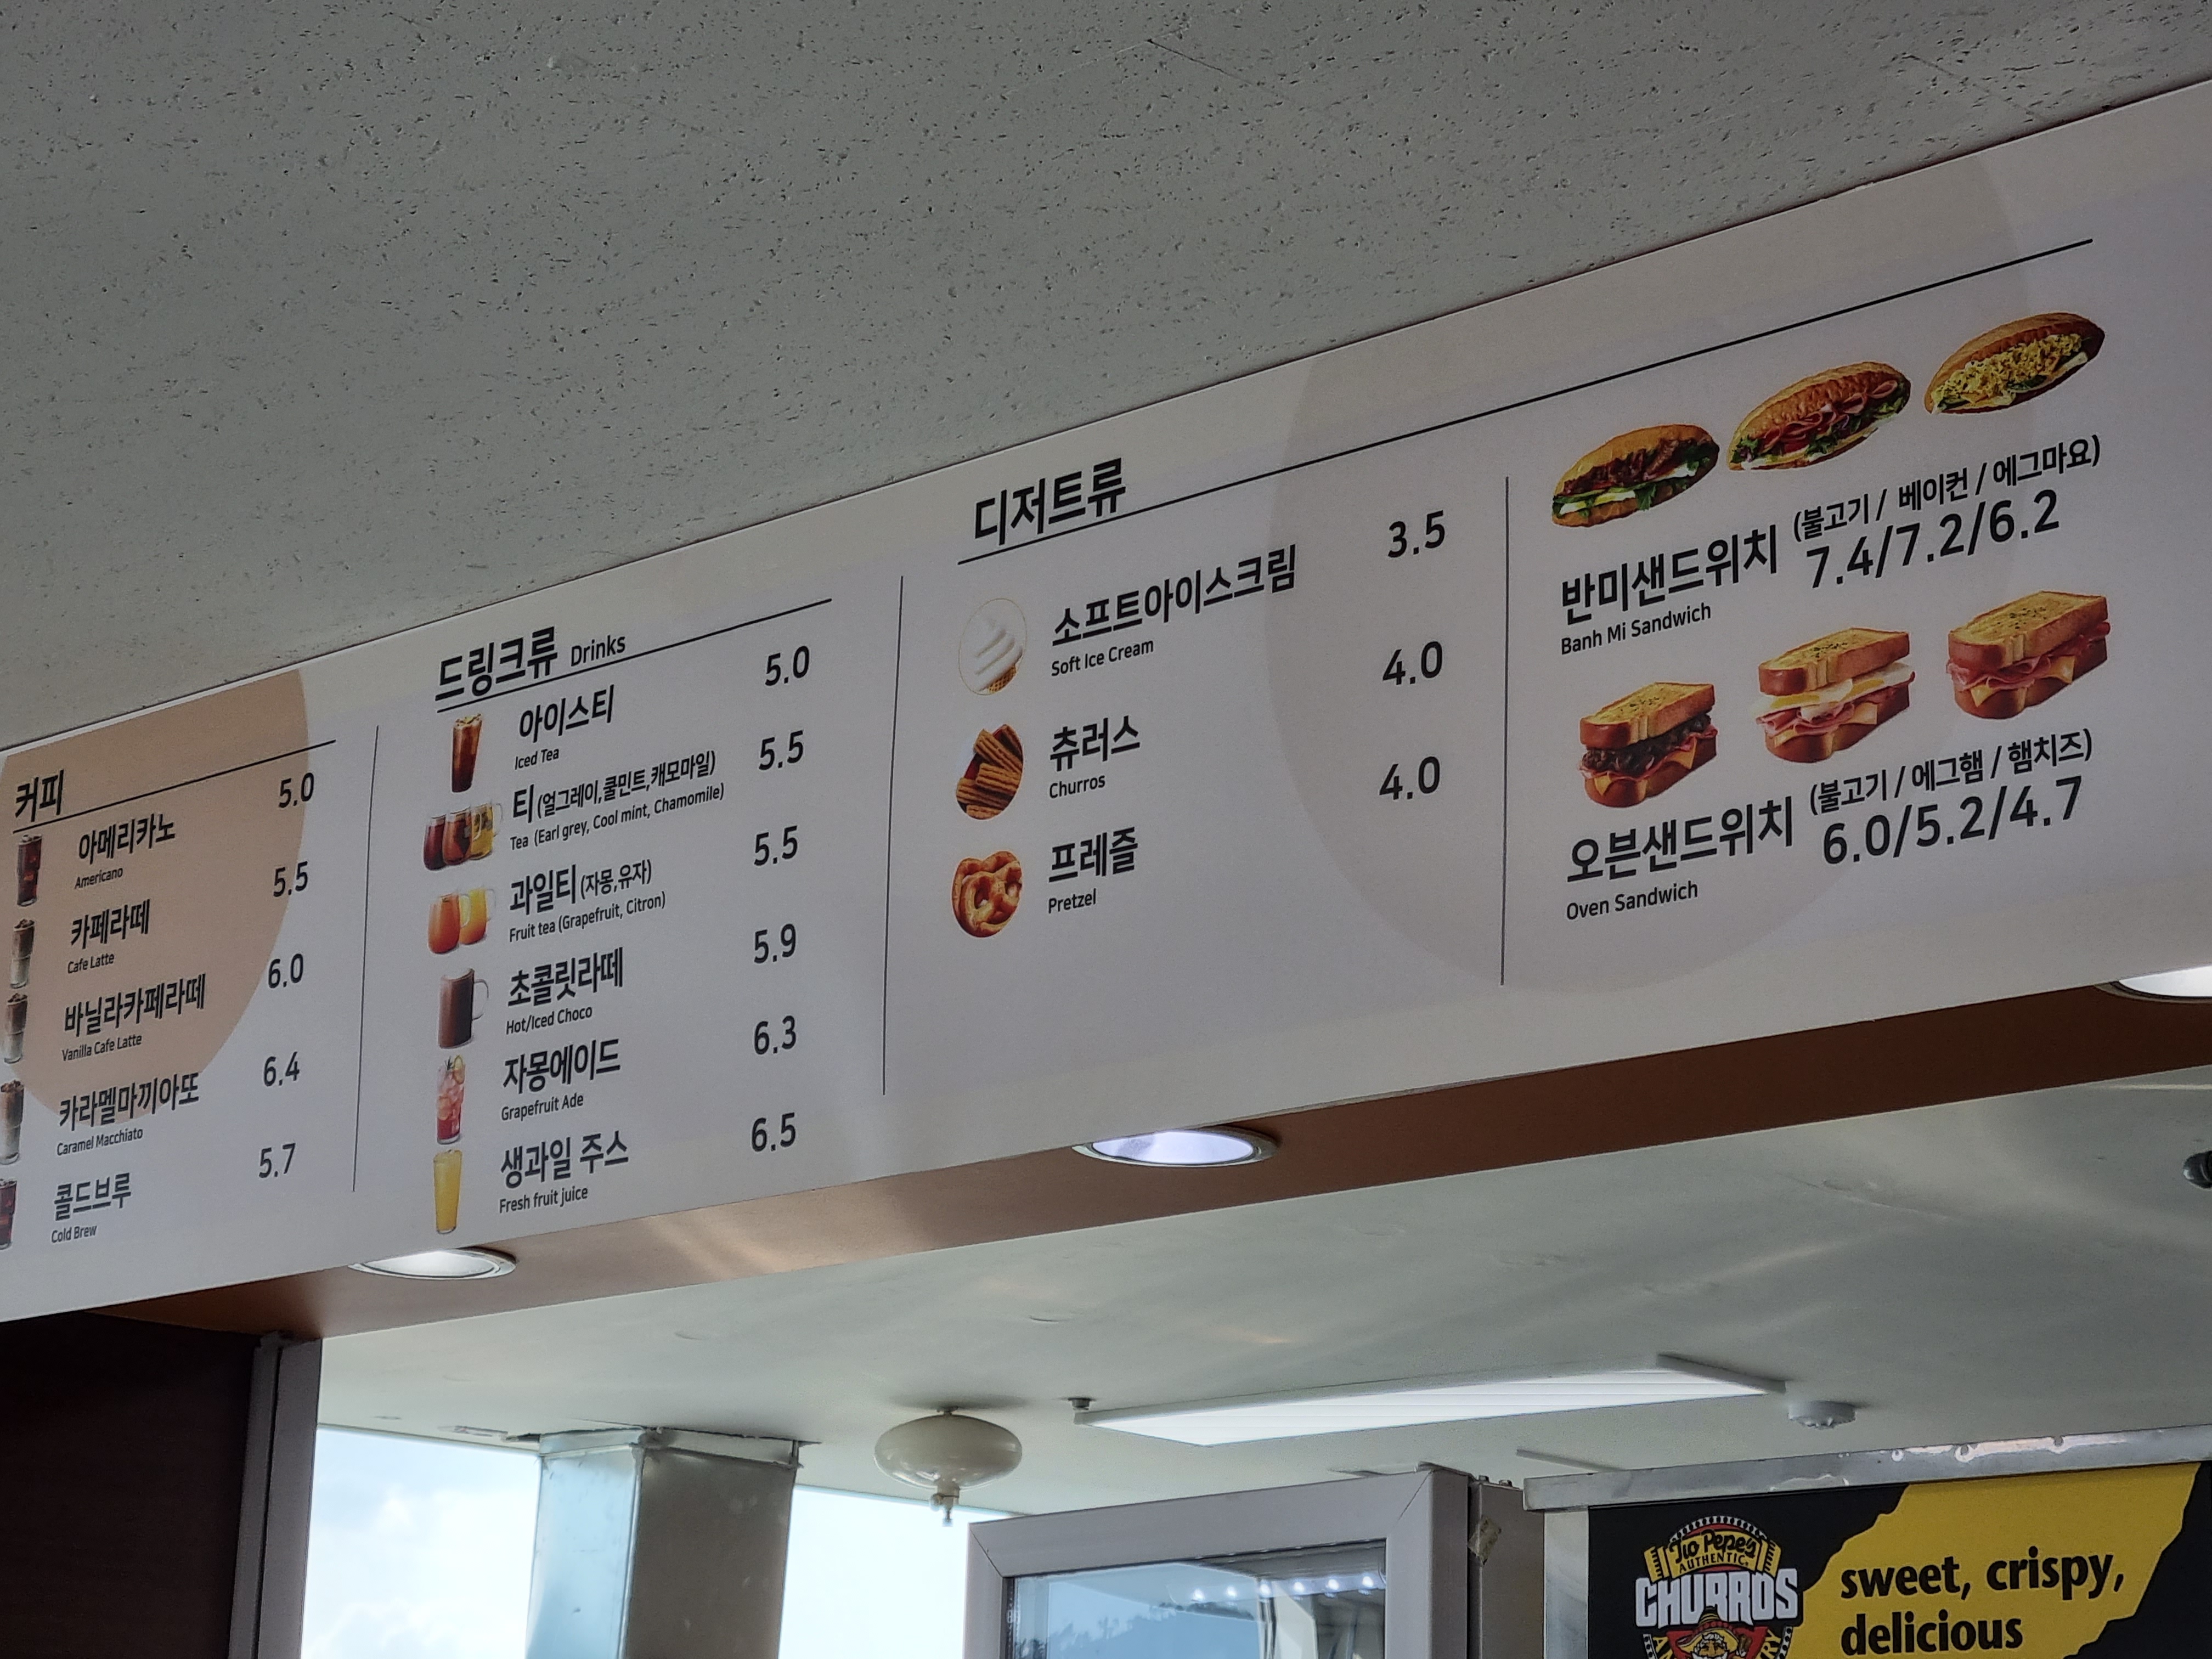 커피
아메리카노 5.0
Americano
카페라떼 5.5
Cafe Latte
바닐라카페라떼 6.0
Vanilla Cafe Latte
카라멜마끼아또 6.4
Caramel Macchiato
콜드브루 5.7
Cold Brew
드링크류 Drinks
아이스티 5.0
Iced Tea
티 (얼그레이,쿨민트,캐모마일) 5.5
Tea (Earl grey, Cool mint, Chamomile)
과일티 (자몽,유자) 5.5
Fruit tea (Grapefruit, Citron)
초콜릿라떼 5.9
Hot/Iced Choco
자몽에이드 6.3
Grapefruit Ade
생과일 주스 6.5
Fresh fruit juice
디저트류
소프트아이스크림 3.5
Soft Ice Cream
츄러스 4.0
Churros
프레즐 4.0
Pretzel
반미샌드위치 (불고기 / 베이컨 / 에그마요)
7.4/7.2/6.2
Banh Mi Sandwich
오븐샌드위치 (불고기 / 에그햄 / 햄치즈)
6.0/5.2/4.7
Oven Sandwich
Tio Pepe's
AUTHENTIC
CHURROS
sweet, crispy,
delicious